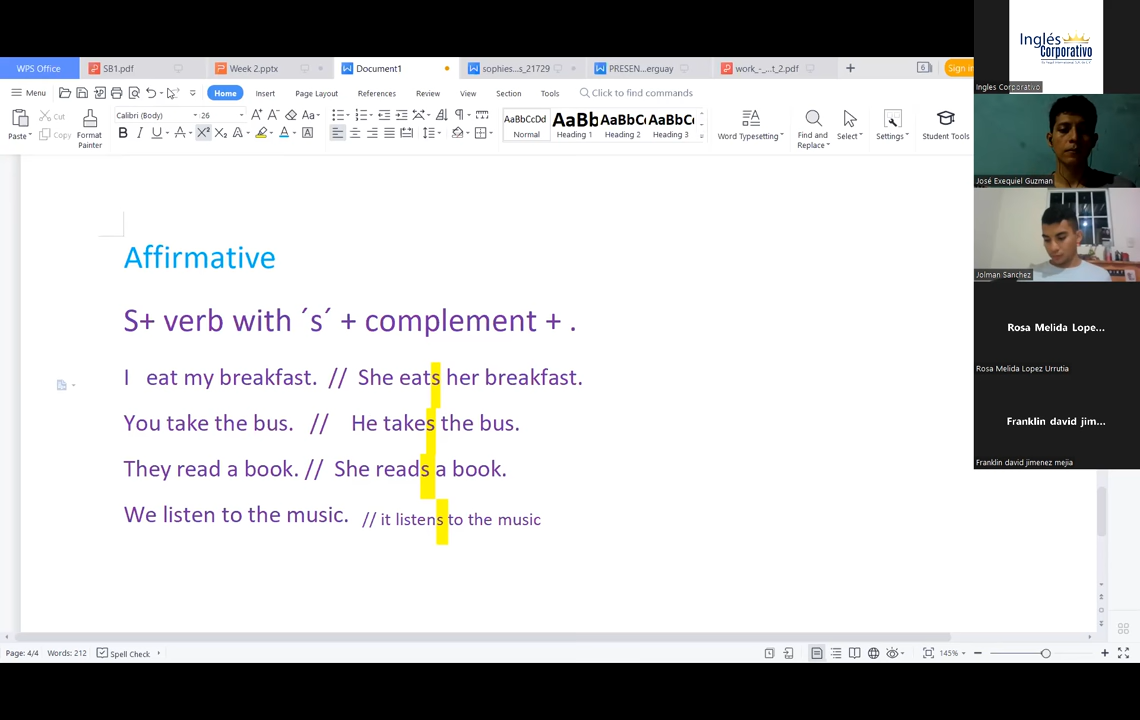 Inglés
Corporativo
Ingles Corporativo
WPS Office
SB1.pdf
Week 2.pptx
Document1
sophies...s_21729
PRESEN...erguay
work_-_...t_2.pdf
Sign in
Menu
Home
Insert
Page Layout
References
Review
View
Section
Tools
Click to find commands
Paste
Cut
Copy
Format
Painter
Calibri (Body)
26
AaBbCcDd
Normal
AaBb
Heading 1
AaBbC
Heading 2
AaBbC
Heading 3
Word Typesetting
Find and
Replace
Select
Settings
Student Tools
José Exequiel Guzman
Jolman Sanchez
Rosa Melida Lope...
Rosa Melida Lopez Urrutia
Franklin david jim...
Franklin david jimenez mejia
Affirmative
S+ verb with ´s´ + complement + .
I eat my breakfast. // She eats her breakfast.
You take the bus. // He takes the bus.
They read a book. // She reads a book.
We listen to the music. // it listens to the music
Page: 4/4 Words: 212 Spell Check
145%